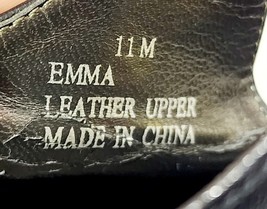 11M
EMMA
LEATHER UPPER
MADE IN CHINA